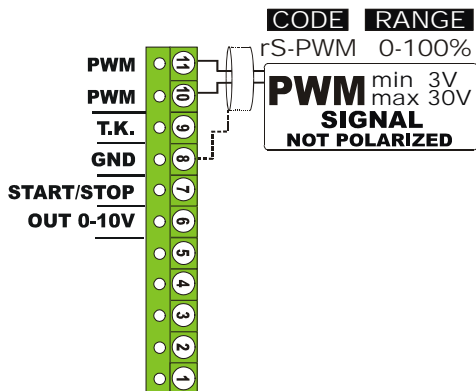 CODE RANGE
rS-PWM 0-100%
PWM min 3V
max 30V
SIGNAL
NOT POLARIZED
PWM 11
PWM 10
T.K. 9
GND 8
START/STOP 7
OUT 0-10V 6
5
4
3
2
1